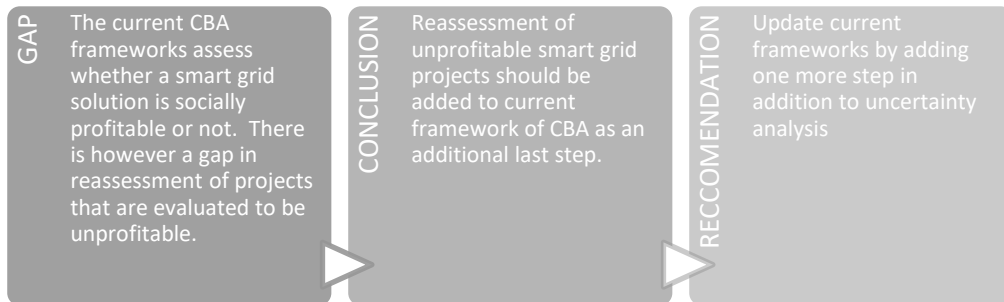 GAP
The current CBA
frameworks assess
whether a smart grid
solution is socially
profitable or not.  There
is however a gap in
reassessment of projects
that are evaluated to be
unprofitable.
CONCLUSION
Reassessment of
unprofitable smart grid
projects should be
added to current
framework of CBA as an
additional last step.
RECCOMENDATION
Update current
frameworks by adding
one more step in
addition to uncertainty
analysis